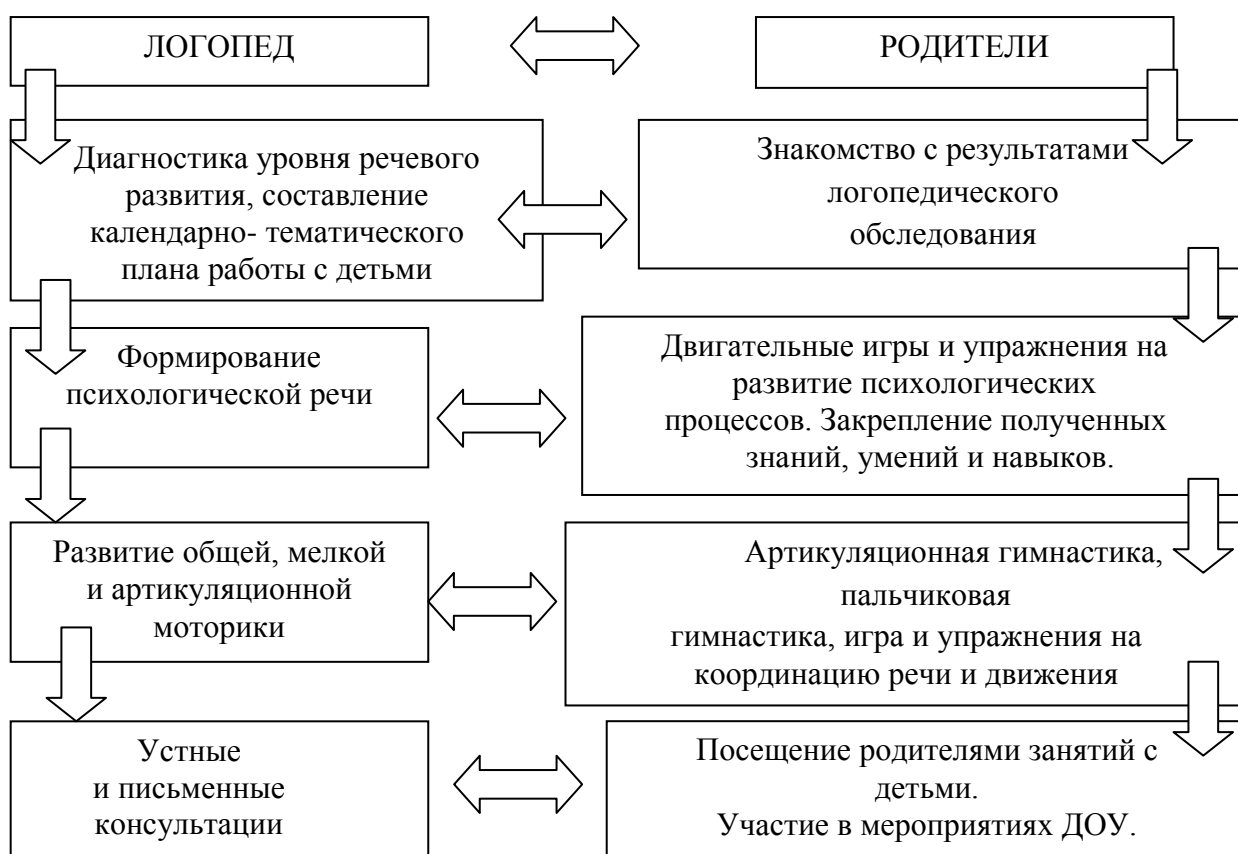 ЛОГОПЕД
РОДИТЕЛИ
Диагностика уровня речевого
развития, составление
календарно- тематического
плана работы с детьми
Знакомство с результатами
логопедического
обследования
Формирование
психологической речи
Двигательные игры и упражнения на
развитие психологических
процессов. Закрепление полученных
знаний, умений и навыков.
Развитие общей, мелкой
и артикуляционной
моторики
Артикуляционная гимнастика,
пальчиковая
гимнастика, игра и упражнения на
координацию речи и движения
Устные
и письменные
консультации
Посещение родителями занятий с
детьми.
Участие в мероприятиях ДОУ.